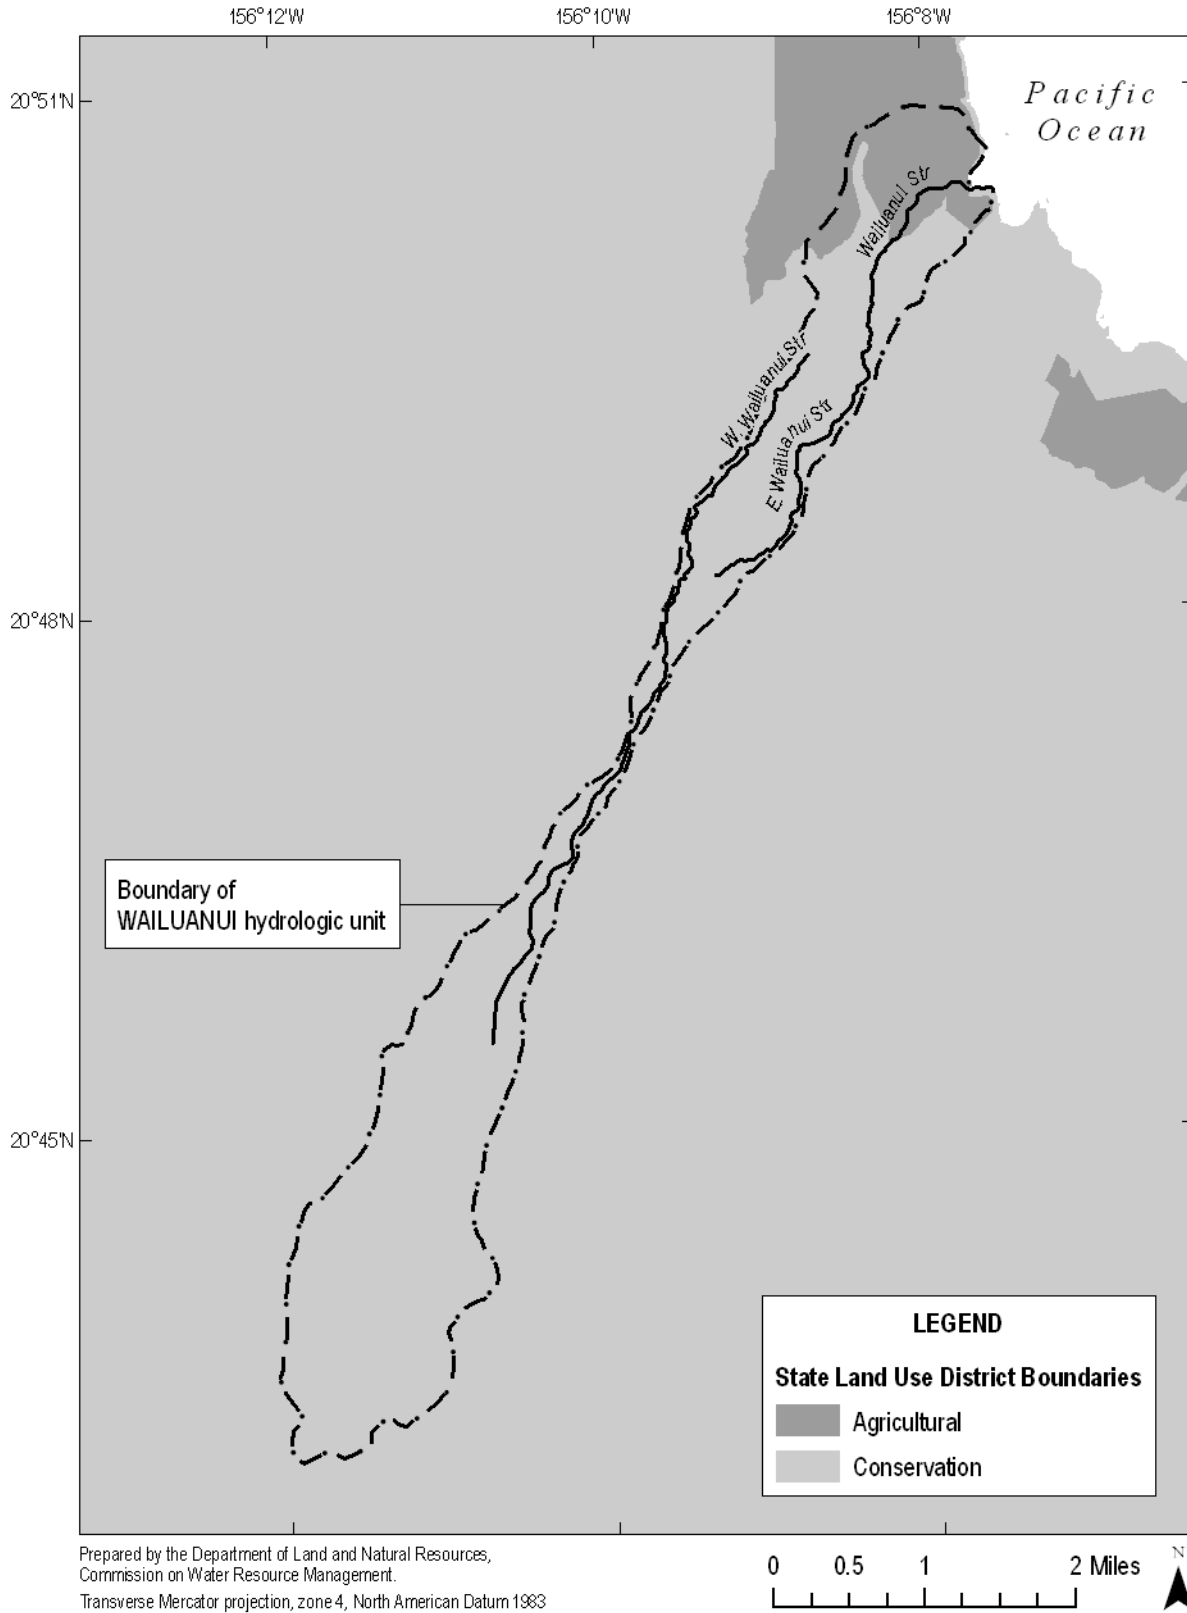 156°12'W 156°10'W 156°8'W
20°51'N
Pacific
Ocean
Wailuanui Str
W. Wailuanui Str
E. Wailuanui Str
20°48'N
Boundary of
WAILUANUI hydrologic unit
20°45'N
LEGEND
State Land Use District Boundaries
Agricultural
Conservation
Prepared by the Department of Land and Natural Resources,
Commission on Water Resource Management.
Transverse Mercator projection, zone 4, North American Datum 1983
0 0.5 1 2 Miles
N